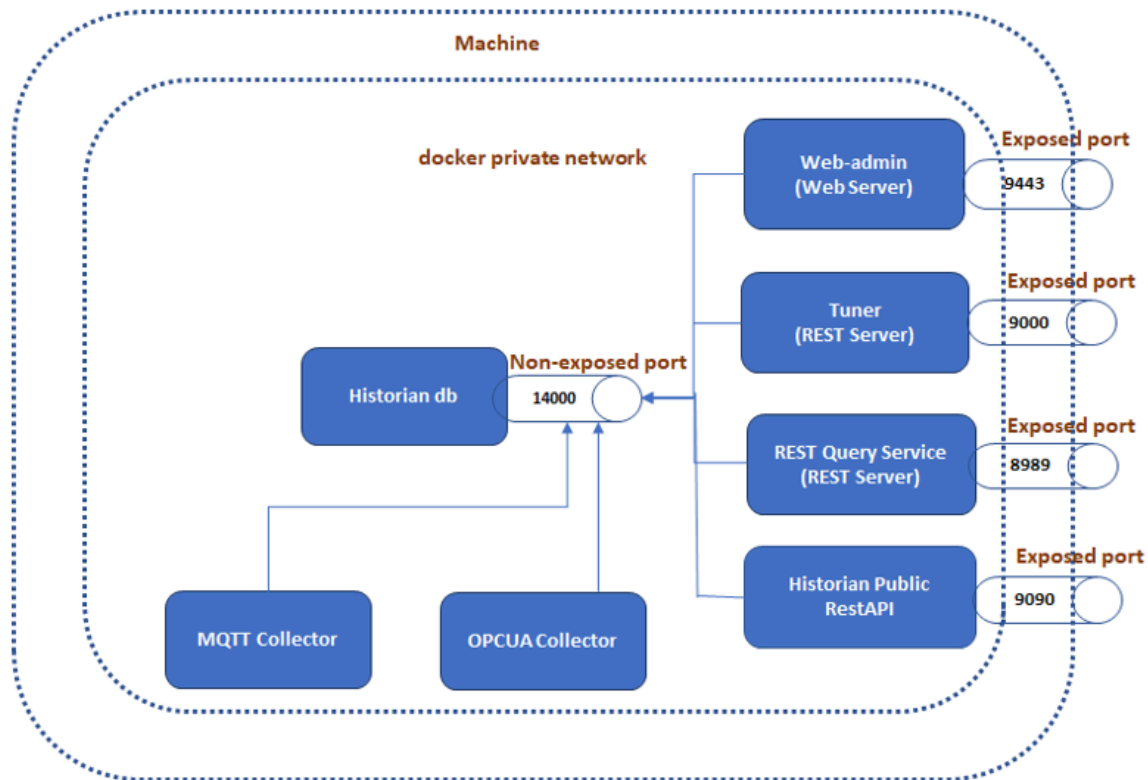 Machine
docker private network
Exposed port
Web-admin
(Web Server)
9443
Exposed port
Tuner
(REST Server)
9000
Non-exposed port
Historian db
14000
Exposed port
REST Query Service
(REST Server)
8989
Exposed port
Historian Public
RestAPI
9090
MQTT Collector
OPCUA Collector